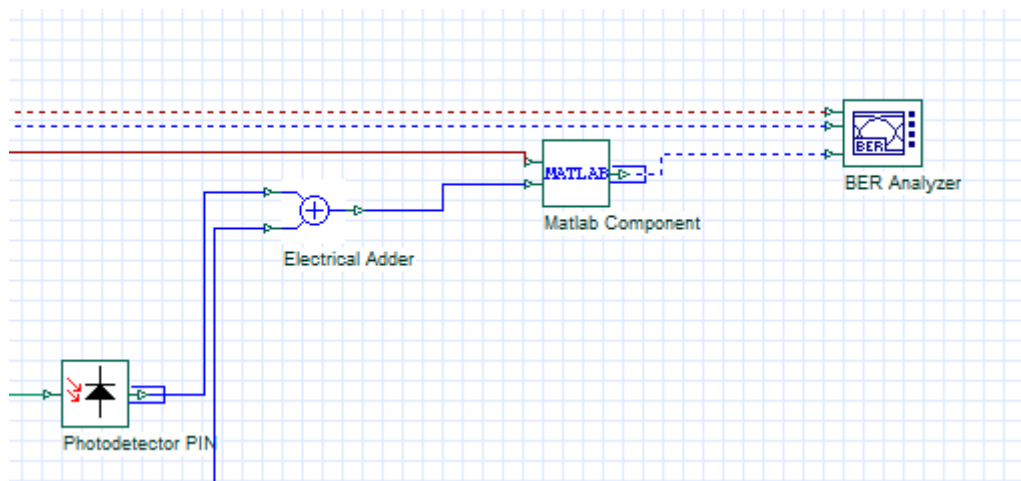 BER
BER Analyzer
MATLAB
Matlab Component
Electrical Adder
Photodetector PIN